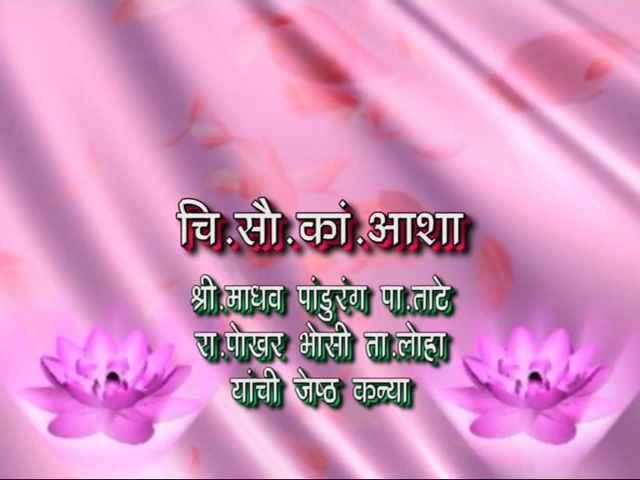 चि.सौ.कां.आशा
श्री.माधव पांडुरंग पा.ताटे
रा.पोखर भोसी ता.लोहा
यांची जेष्ठ कन्या